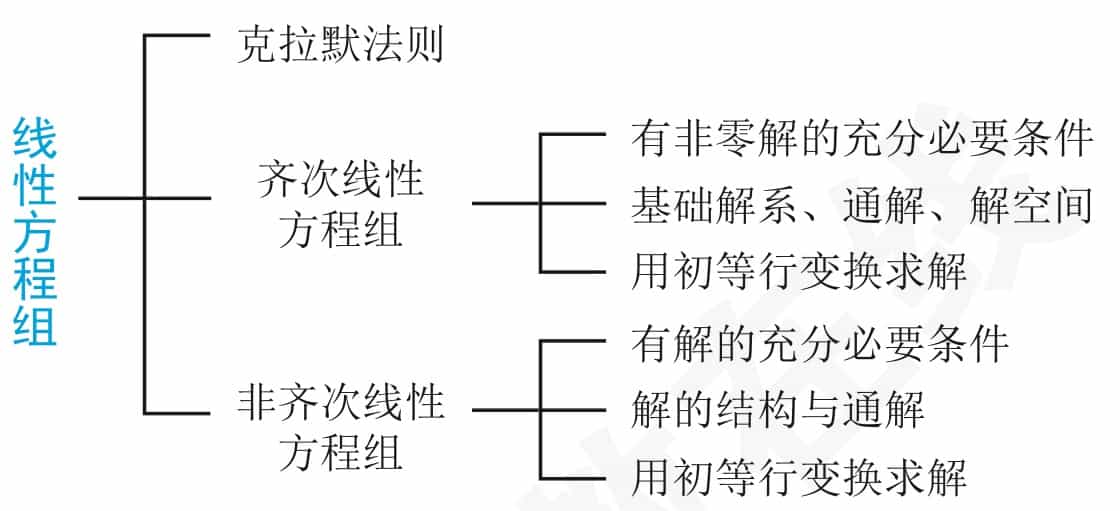 线性方程组
克拉默法则
齐次线性
方程组
有非零解的充分必要条件
基础解系、通解、解空间
用初等行变换求解
非齐次线性
方程组
有解的充分必要条件
解的结构与通解
用初等行变换求解